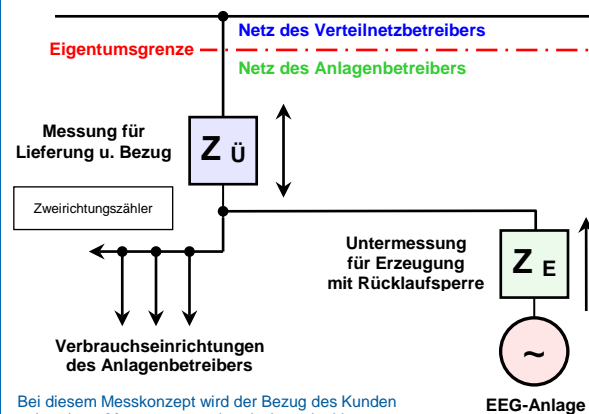 Netz des Verteilnetzbetreibers
Eigentumsgrenze
Netz des Anlagenbetreibers
Messung für
Lieferung u. Bezug
Z Ü
Zweirichtungszähler
Untermessung
für Erzeugung
mit Rücklaufsperre
Z E
~
Verbrauchseinrichtungen
des Anlagenbetreibers
EEG-Anlage
Bei diesem Messkonzept wird der Bezug des Kunden